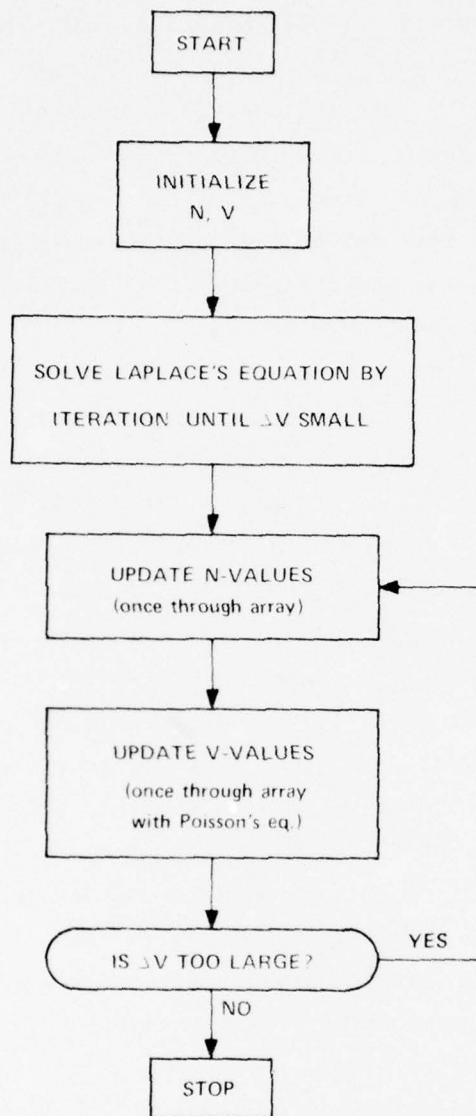 START
INITIALIZE
N, V
SOLVE LAPLACE'S EQUATION BY
ITERATION UNTIL ΔV SMALL
UPDATE N-VALUES
(once through array)
UPDATE V-VALUES
(once through array
with Poisson's eq.)
IS ΔV TOO LARGE?
YES
NO
STOP